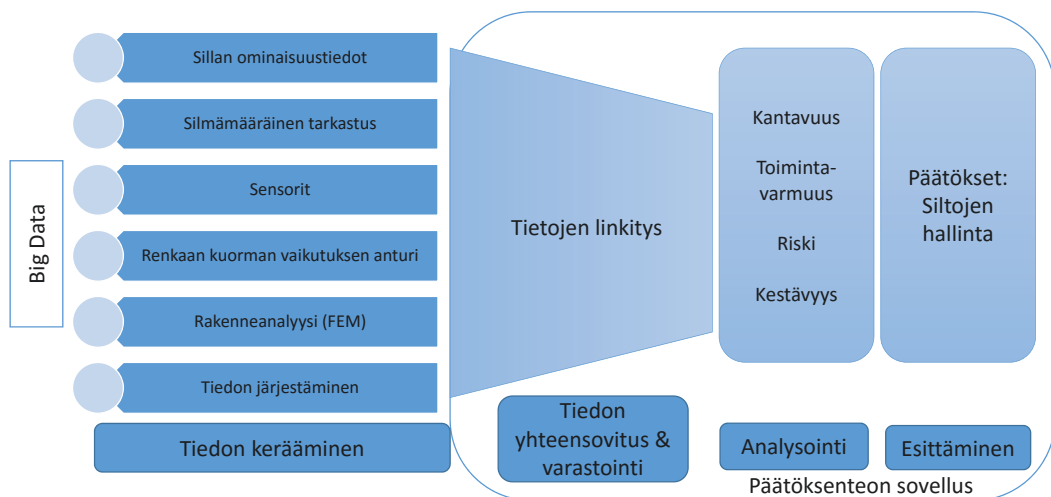 Big Data
Sillan ominaisuustiedot
Silmämääräinen tarkastus
Sensorit
Renkaan kuorman vaikutuksen anturi
Rakenneanalyysi (FEM)
Tiedon järjestäminen
Tiedon kerääminen
Tietojen linkitys
Tiedon
yhteensovitus &
varastointi
Kantavuus
Toiminta-
varmuus
Riski
Kestävyys
Analysointi
Päätökset:
Siltojen
hallinta
Esittäminen
Päätöksenteon sovellus